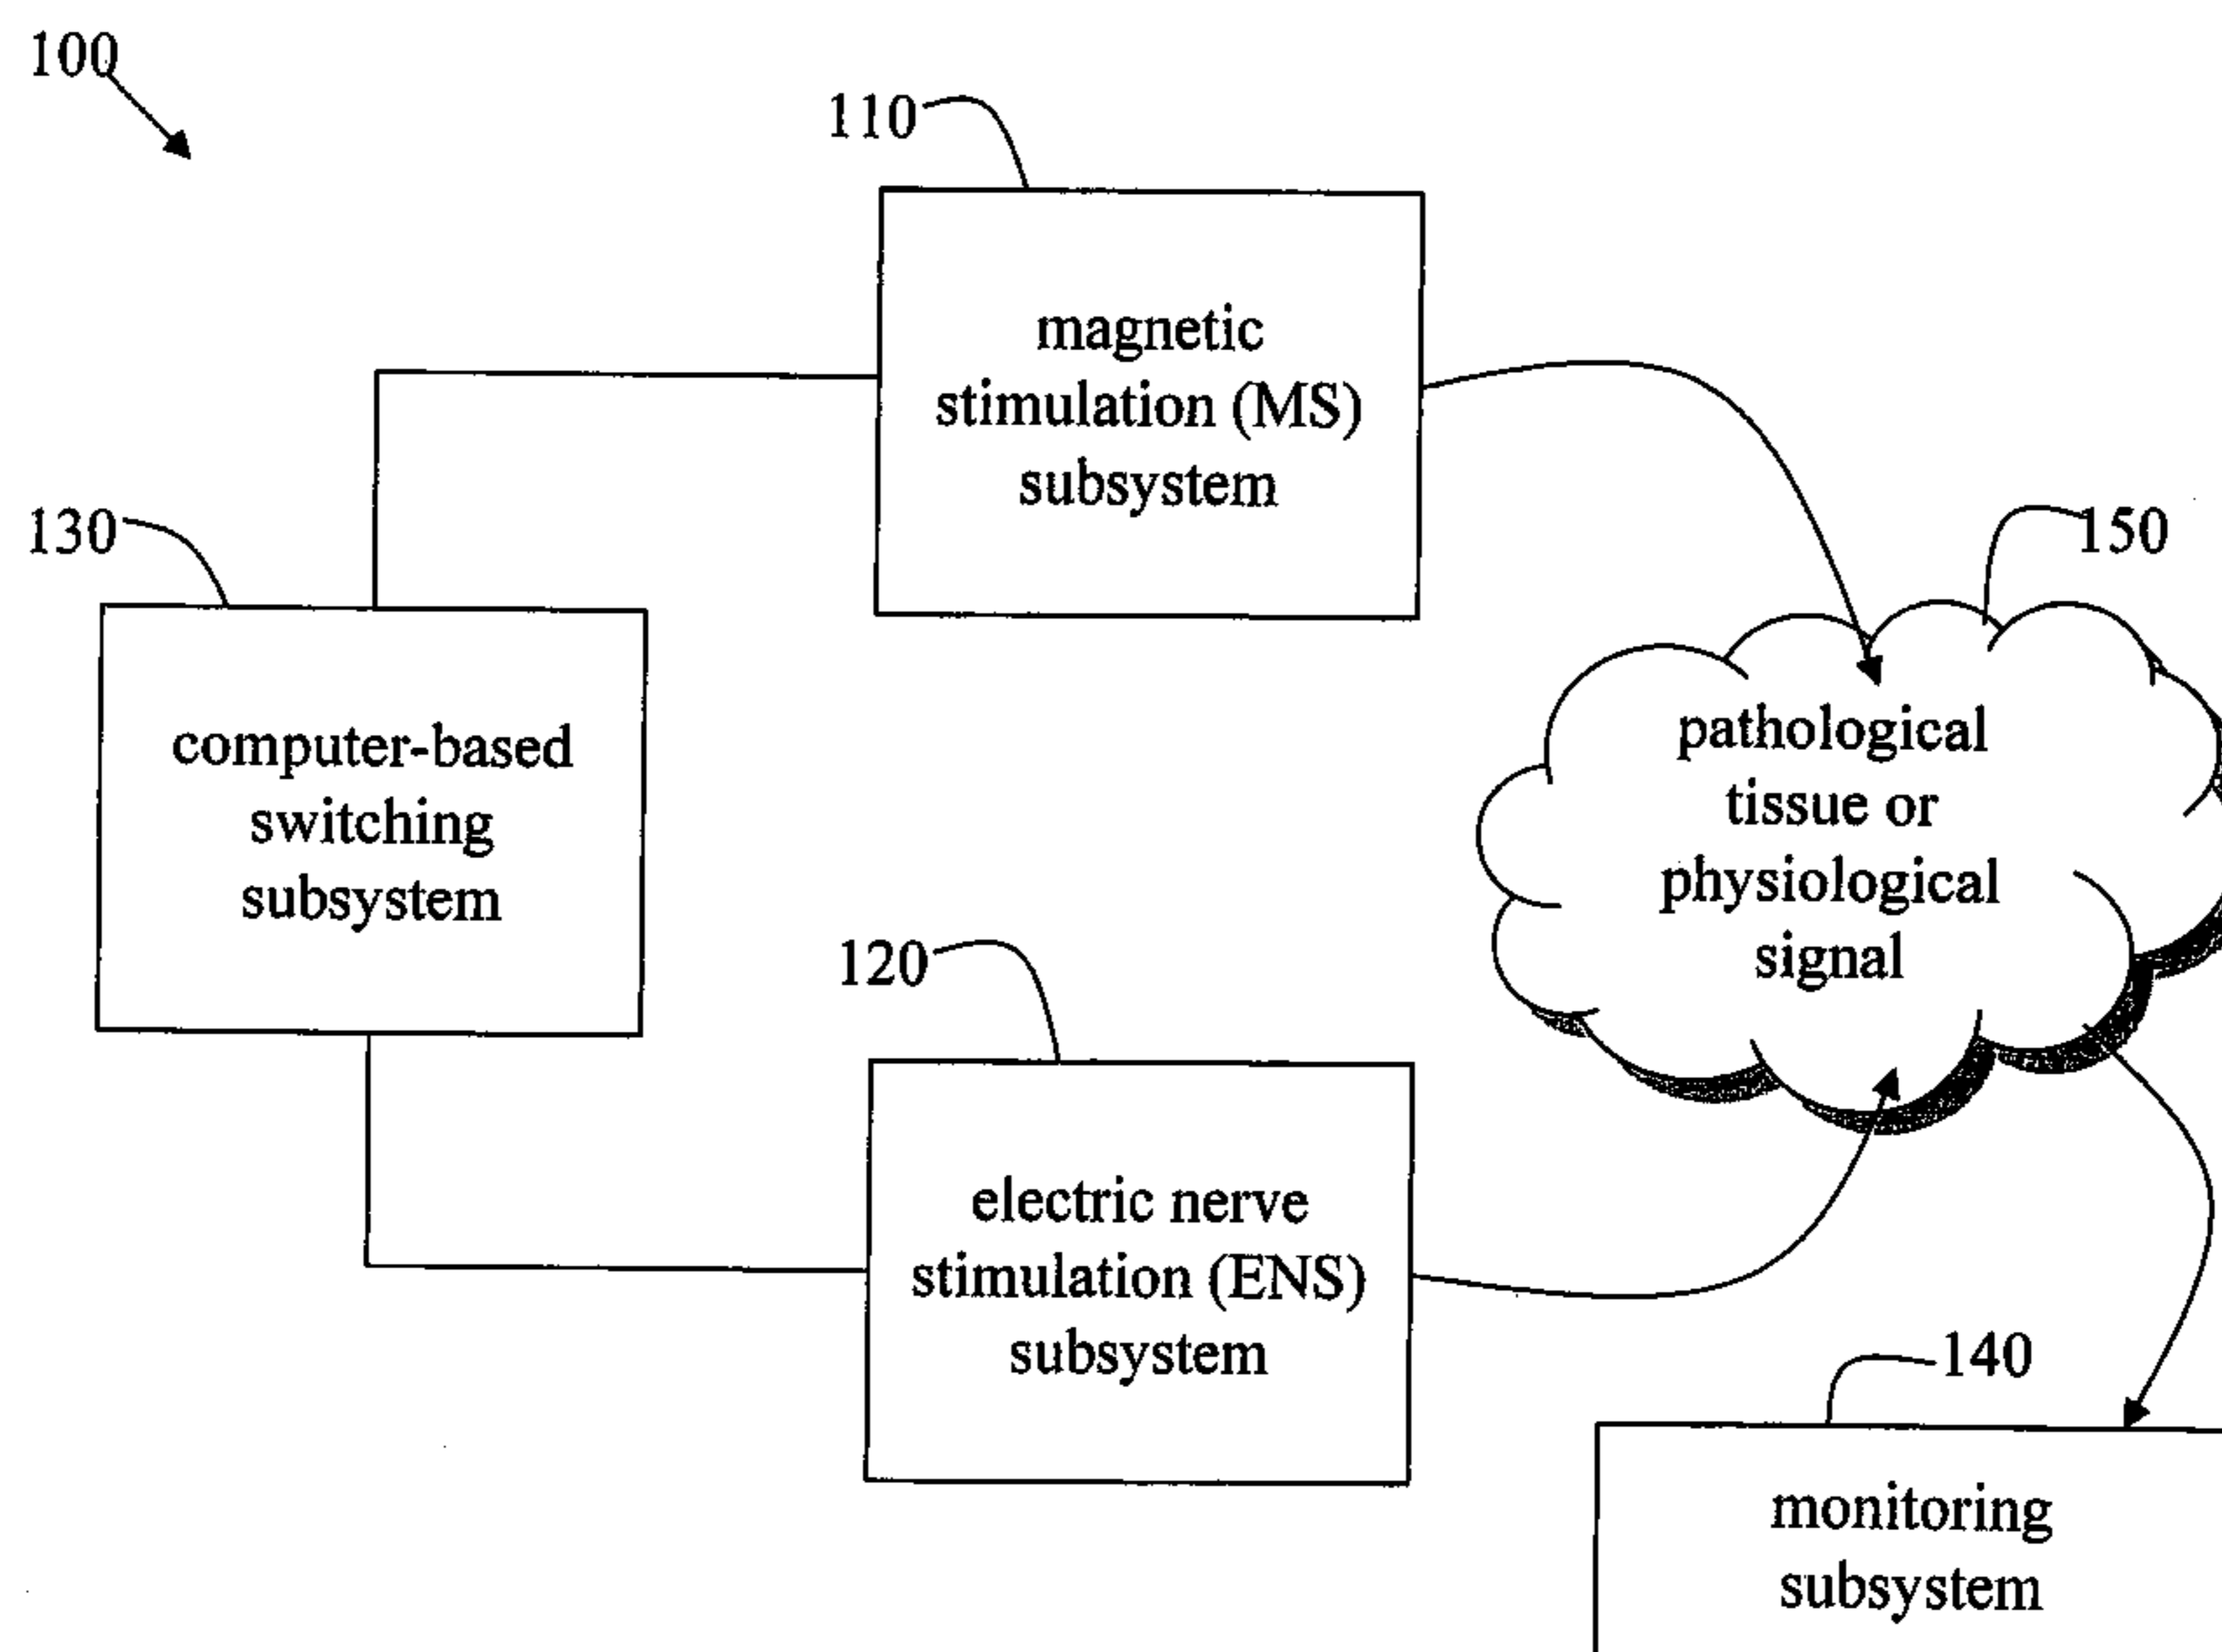 100
110
magnetic
stimulation (MS)
subsystem
130
computer-based
switching
subsystem
150
pathological
tissue or
physiological
signal
120
electric nerve
stimulation (ENS)
subsystem
140
monitoring
subsystem